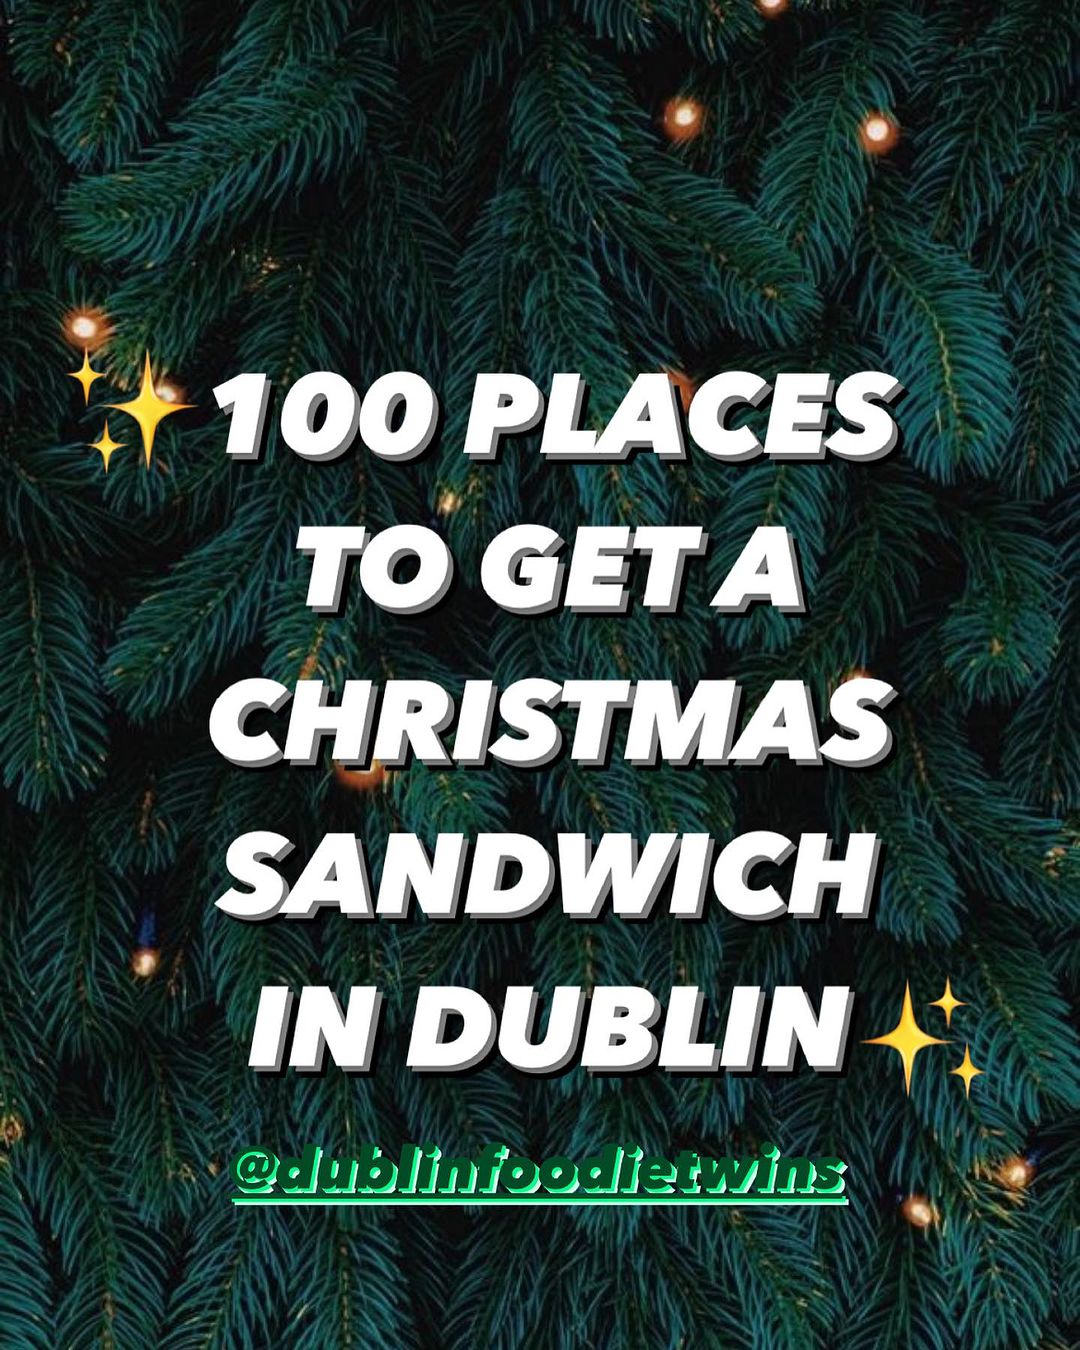 ✨100 PLACES
TO GET A
CHRISTMAS
SANDWICH
IN DUBLIN✨
@dublinfoodietwins